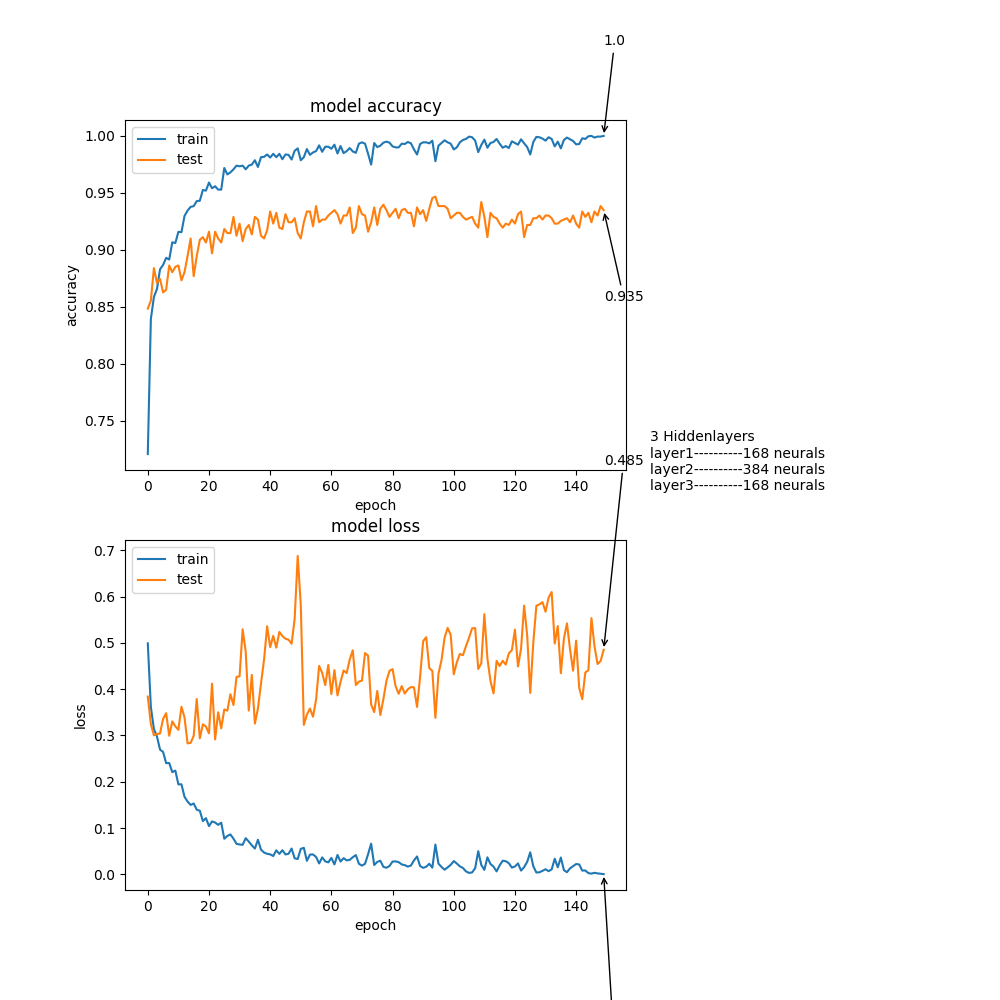 1.0
model accuracy
train
test
1.00
0.95
0.90
0.85
0.80
0.75
accuracy
0.935
0 20 40 60 80 100 120 140
epoch
0.485
3 Hiddenlayers
layer1----------168 neurals
layer2----------384 neurals
layer3----------168 neurals
model loss
train
test
0.7
0.6
0.5
0.4
0.3
0.2
0.1
0.0
loss
0 20 40 60 80 100 120 140
epoch